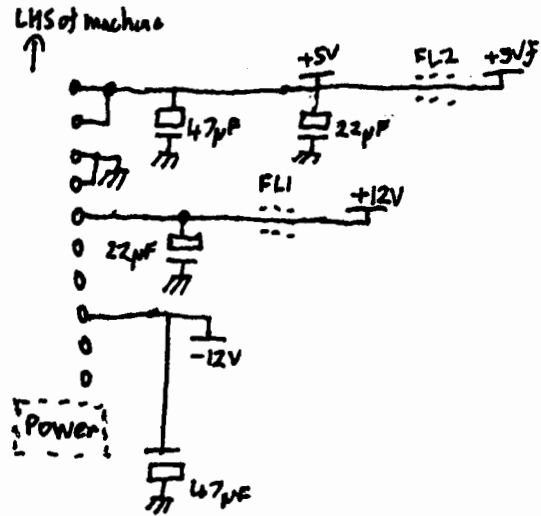 LHS of machine
+5V
FL2
+5Vf
47µF
22µF
FL1
+12V
22µF
-12V
Power
47µF